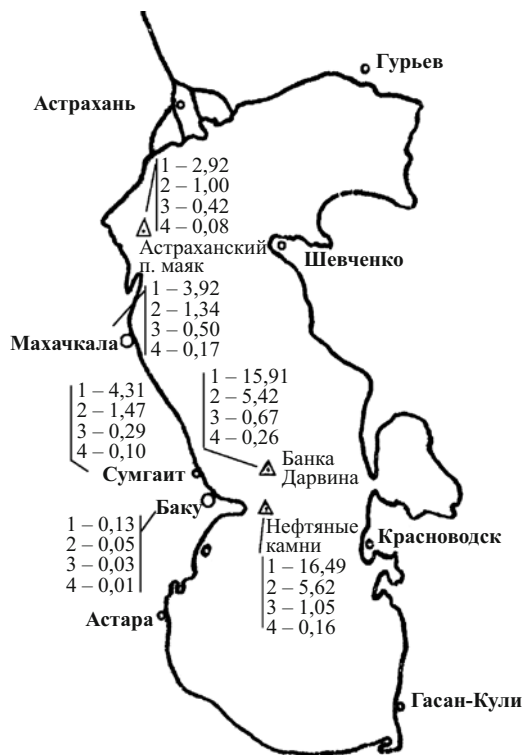 Гурьев
Астрахань
1 – 2,92
2 – 1,00
3 – 0,42
4 – 0,08
Астраханский
п. маяк
Шевченко
1 – 3,92
2 – 1,34
3 – 0,50
4 – 0,17
Махачкала
1 – 15,91
2 – 5,42
3 – 0,67
4 – 0,26
1 – 4,31
2 – 1,47
3 – 0,29
4 – 0,10
Сумгаит
Банка
Дарвина
Баку
1 – 0,13
2 – 0,05
3 – 0,03
4 – 0,01
Нефтяные
камни
1 – 16,49
2 – 5,62
3 – 1,05
4 – 0,16
Красноводск
Астара
Гасан-Кули